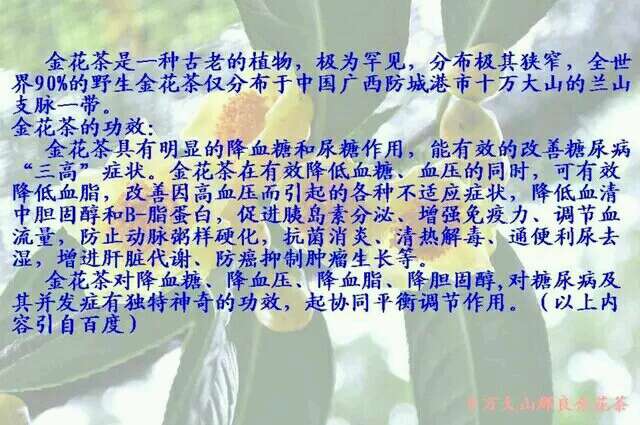 金花茶是一种古老的植物，极为罕见，分布极其狭窄，全世
界90%的野生金花茶仅分布于中国广西防城港市十万大山的兰山
支脉一带。
金花茶的功效：
金花茶具有明显的降血糖和尿糖作用，能有效的改善糖尿病
“三高”症状。金花茶在有效降低血糖、血压的同时，可有效
降低血脂，改善因高血压而引起的各种不适应症状，降低血清
中胆固醇和B-脂蛋白，促进胰岛素分泌、增强免疫力、调节血
流量，防止动脉粥样硬化，抗菌消炎、清热解毒、通便利尿去
湿，增进肝脏代谢、防癌抑制肿瘤生长等。
金花茶对降血糖、降血压、降血脂、降胆固醇,对糖尿病及
其并发症有独特神奇的功效，起协同平衡调节作用。（以上内
容引自百度）
十万大山那良金花茶